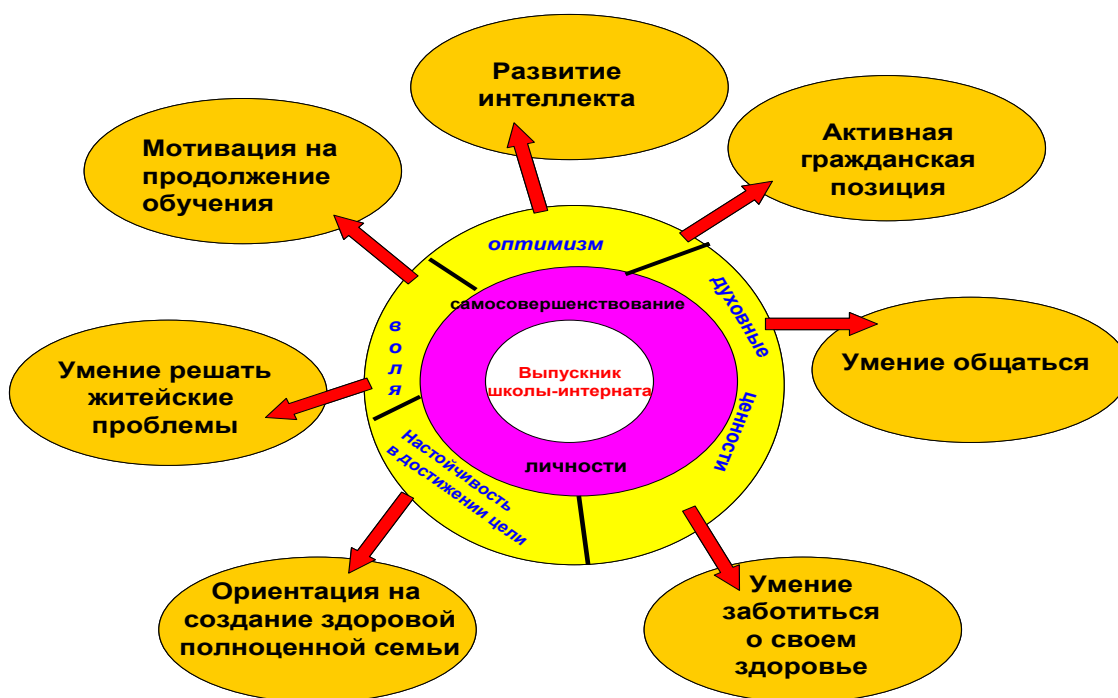 Развитие
интеллекта
Мотивация на
продолжение
обучения
Активная
гражданская
позиция
оптимизм
духовные
ценности
воля
самосовершенствование
личности
Выпускник
школы-интерната
Умение решать
житейские
проблемы
Умение общаться
Настойчивость
в достижении цели
Ориентация на
создание здоровой
полноценной семьи
Умение
заботиться
о своем
здоровье